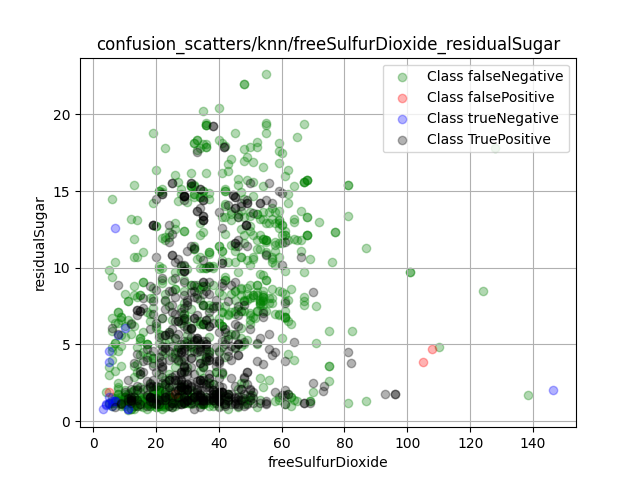 confusion_scatters/knn/freeSulfurDioxide_residualSugar
Class falseNegative
Class falsePositive
Class trueNegative
Class TruePositive
residualSugar
20
15
10
5
0
0 20 40 60 80 100 120 140
freeSulfurDioxide